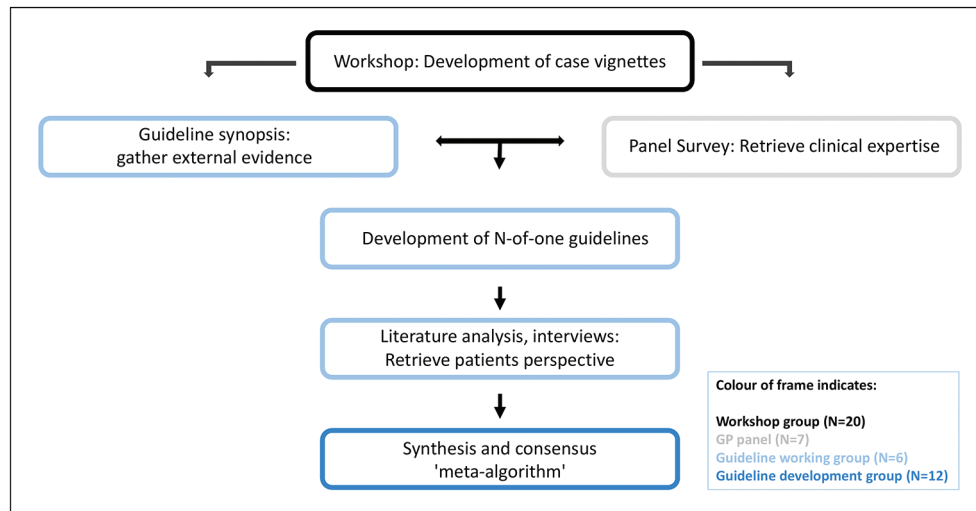 Workshop: Development of case vignettes
Guideline synopsis:
gather external evidence
Panel Survey: Retrieve clinical expertise
Development of N-of-one guidelines
Literature analysis, interviews:
Retrieve patients perspective
Synthesis and consensus
'meta-algorithm'
Colour of frame indicates:
Workshop group (N=20)
GP panel (N=7)
Guideline working group (N=6)
Guideline development group (N=12)